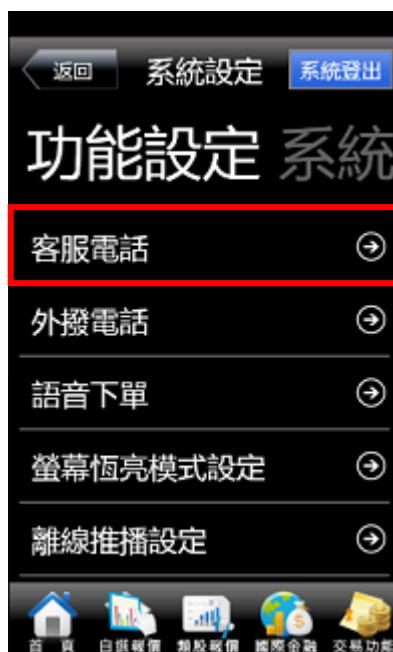 返回 系統設定 系統登出
功能設定 系統
客服電話
外撥電話
語音下單
螢幕恆亮模式設定
離線推播設定
首頁 自選報價 類股報價 國際金融 交易功能